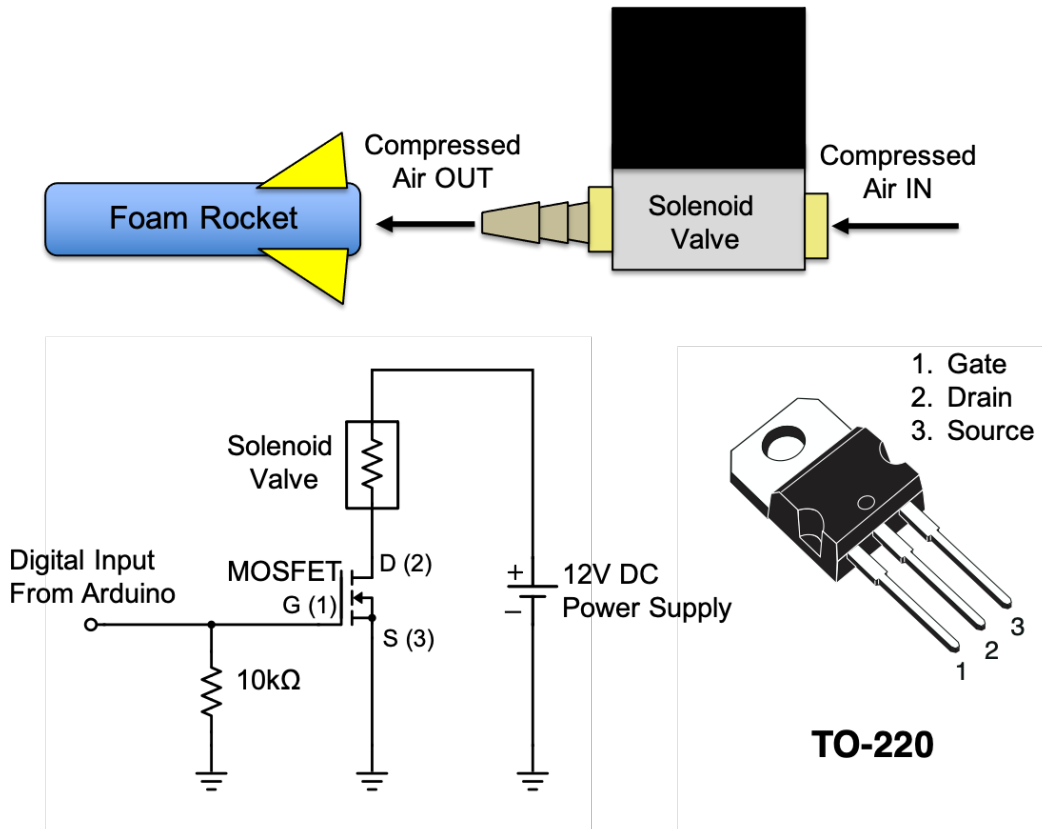 Foam Rocket
Compressed
Air OUT
Solenoid
Valve
Compressed
Air IN
Solenoid
Valve
Digital Input
From Arduino
MOSFET
D (2)
G (1)
S (3)
10kΩ
+
12V DC
–
Power Supply
1. Gate
2. Drain
3. Source
1
2
3
TO-220